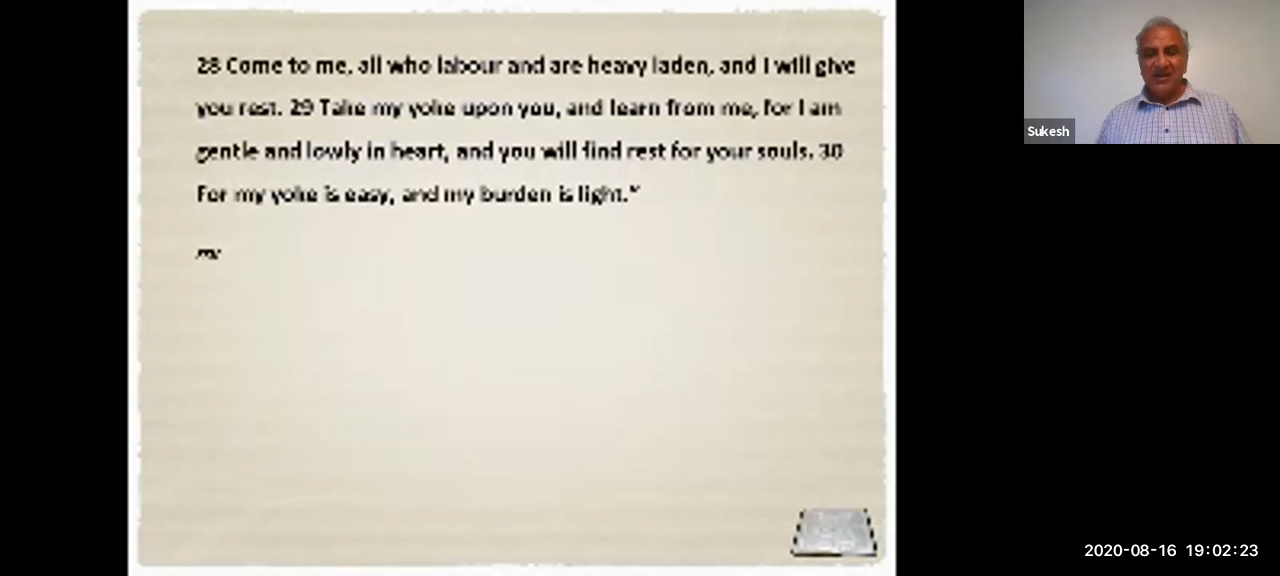 28 Come to me, all who labour and are heavy laden, and I will give
you rest. 29 Take my yoke upon you, and learn from me, for I am
gentle and lowly in heart, and you will find rest for your souls. 30
For my yoke is easy, and my burden is light.”
Sukesh
2020-08-16 19:02:23